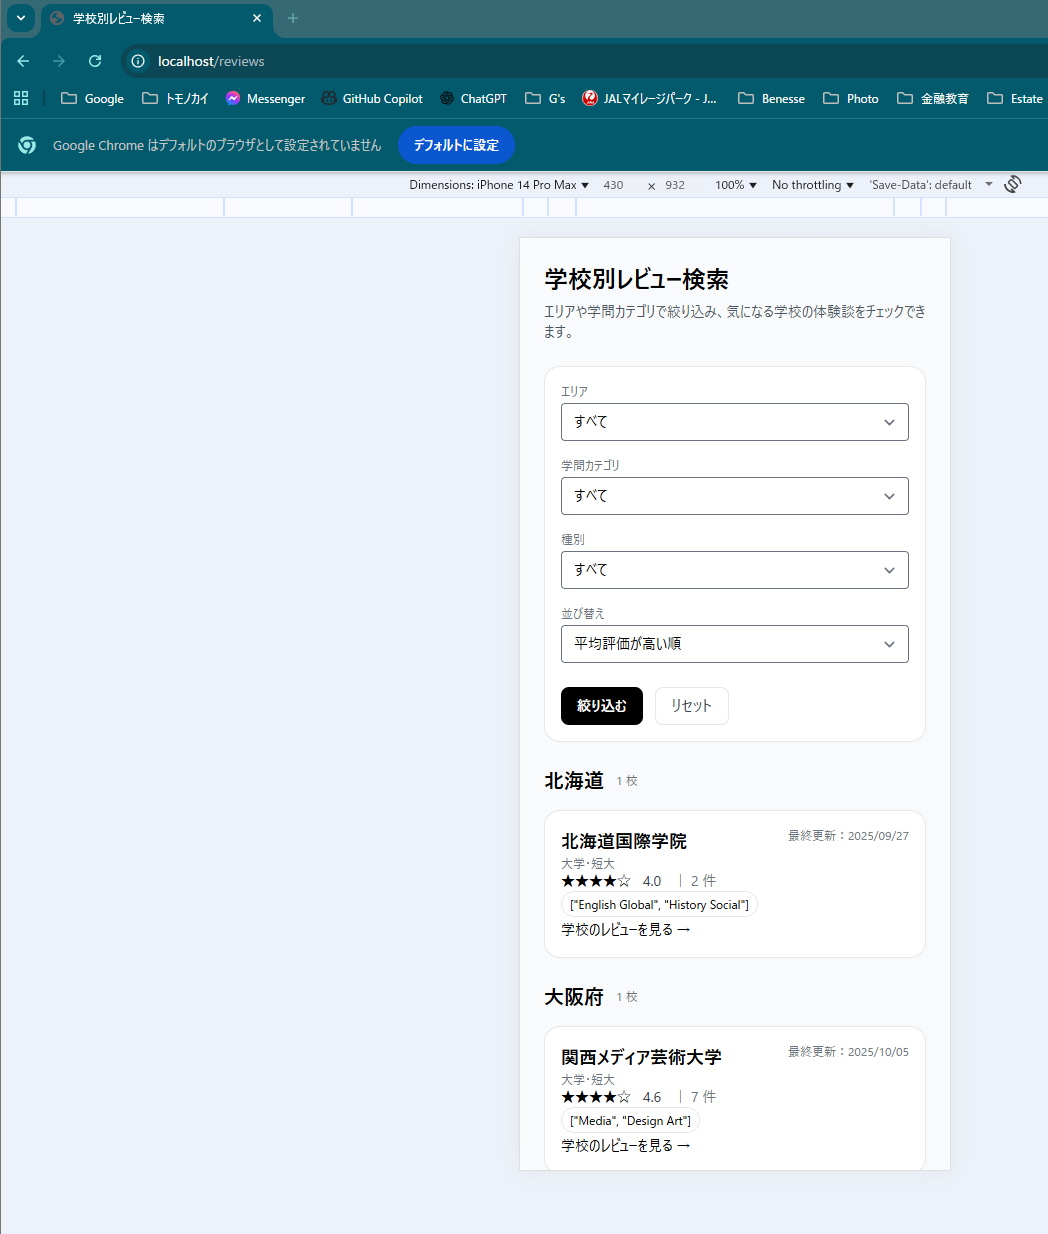 学校別レビュー検索
localhost/reviews
Google トモノカイ Messenger GitHub Copilot ChatGPT G's JALマイレージパーク - J... Benesse Photo 金融教育 Estate
Google Chrome はデフォルトのブラウザとして設定されていません デフォルトに設定
Dimensions: iPhone 14 Pro Max ▼ 430 × 932 100% ▼ No throttling ▼ 'Save-Data': default
学校別レビュー検索
エリアや学問カテゴリで絞り込み、気になる学校の体験談をチェックでき
ます。
エリア
すべて
学問カテゴリ
すべて
種別
すべて
並び替え
平均評価が高い順
絞り込む リセット
北海道 1 校
北海道国際学院 最終更新：2025/09/27
大学・短大
★★★★☆ 4.0 | 2 件
["English Global", "History Social"]
学校のレビューを見る →
大阪府 1 校
関西メディア芸術大学 最終更新：2025/10/05
大学・短大
★★★★☆ 4.6 | 7 件
["Media", "Design Art"]
学校のレビューを見る →